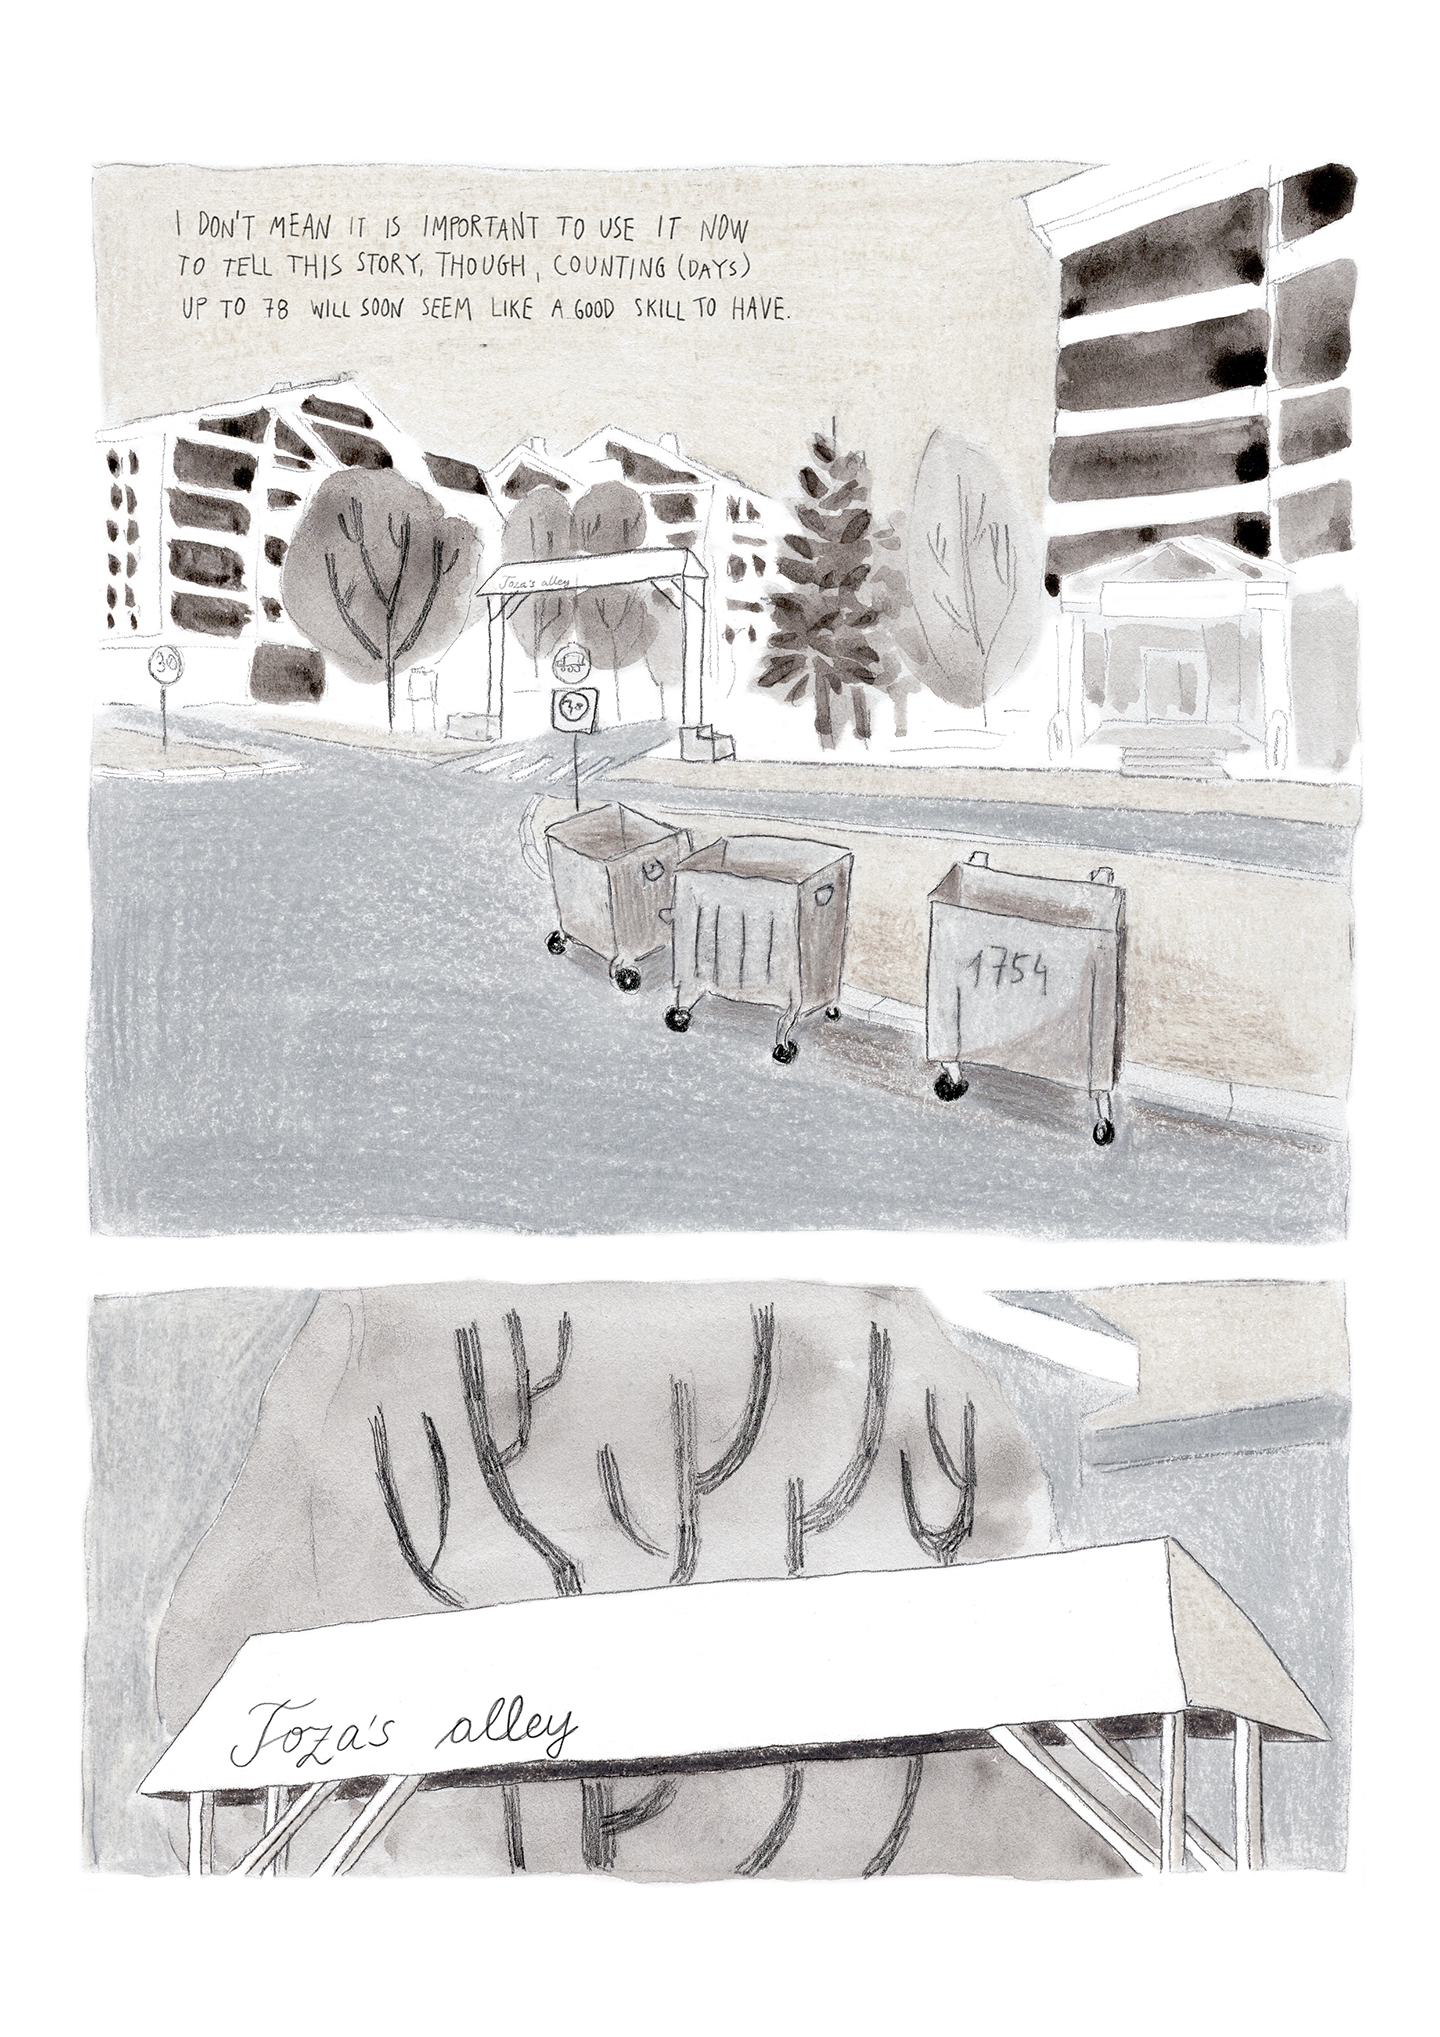 I DON'T MEAN IT IS IMPORTANT TO USE IT NOW
TO TELL THIS STORY, THOUGH, COUNTING (DAYS)
UP TO 78 WILL SOON SEEM LIKE A GOOD SKILL TO HAVE.
Joza's alley
30
30
1754
Joza's alley